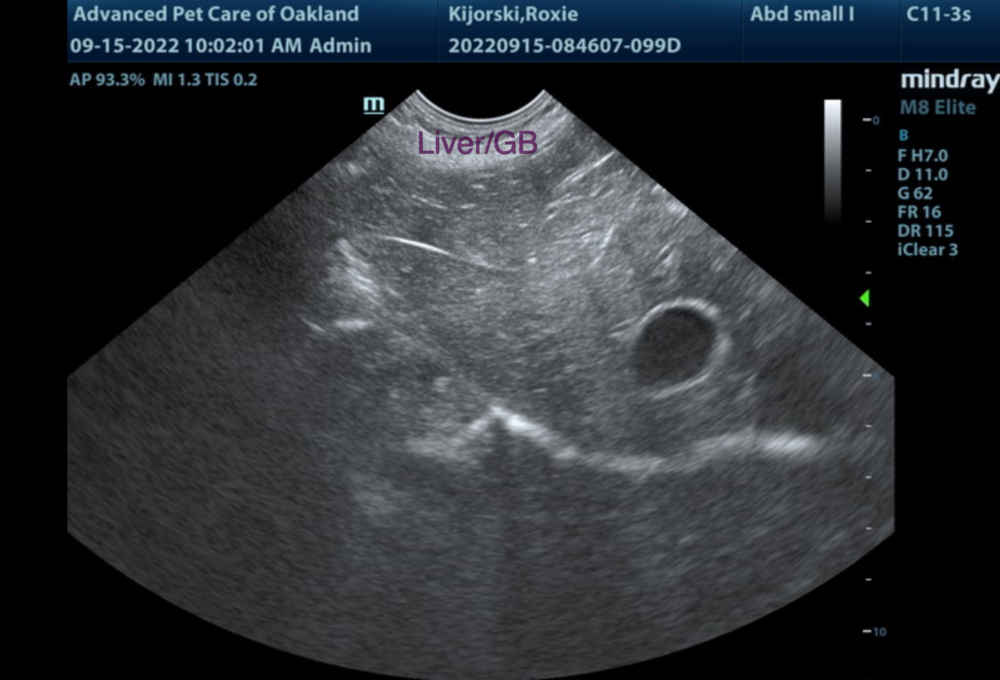 Advanced Pet Care of Oakland
Kijorski,Roxie
Abd small I
C11-3s
09-15-2022 10:02:01 AM Admin
20220915-084607-099D
AP 93.3% MI 1.3 TIS 0.2
mindray
m
M8 Elite
Liver/GB
0
B
F H7.0
D 11.0
G 62
FR 16
DR 115
iClear 3
10